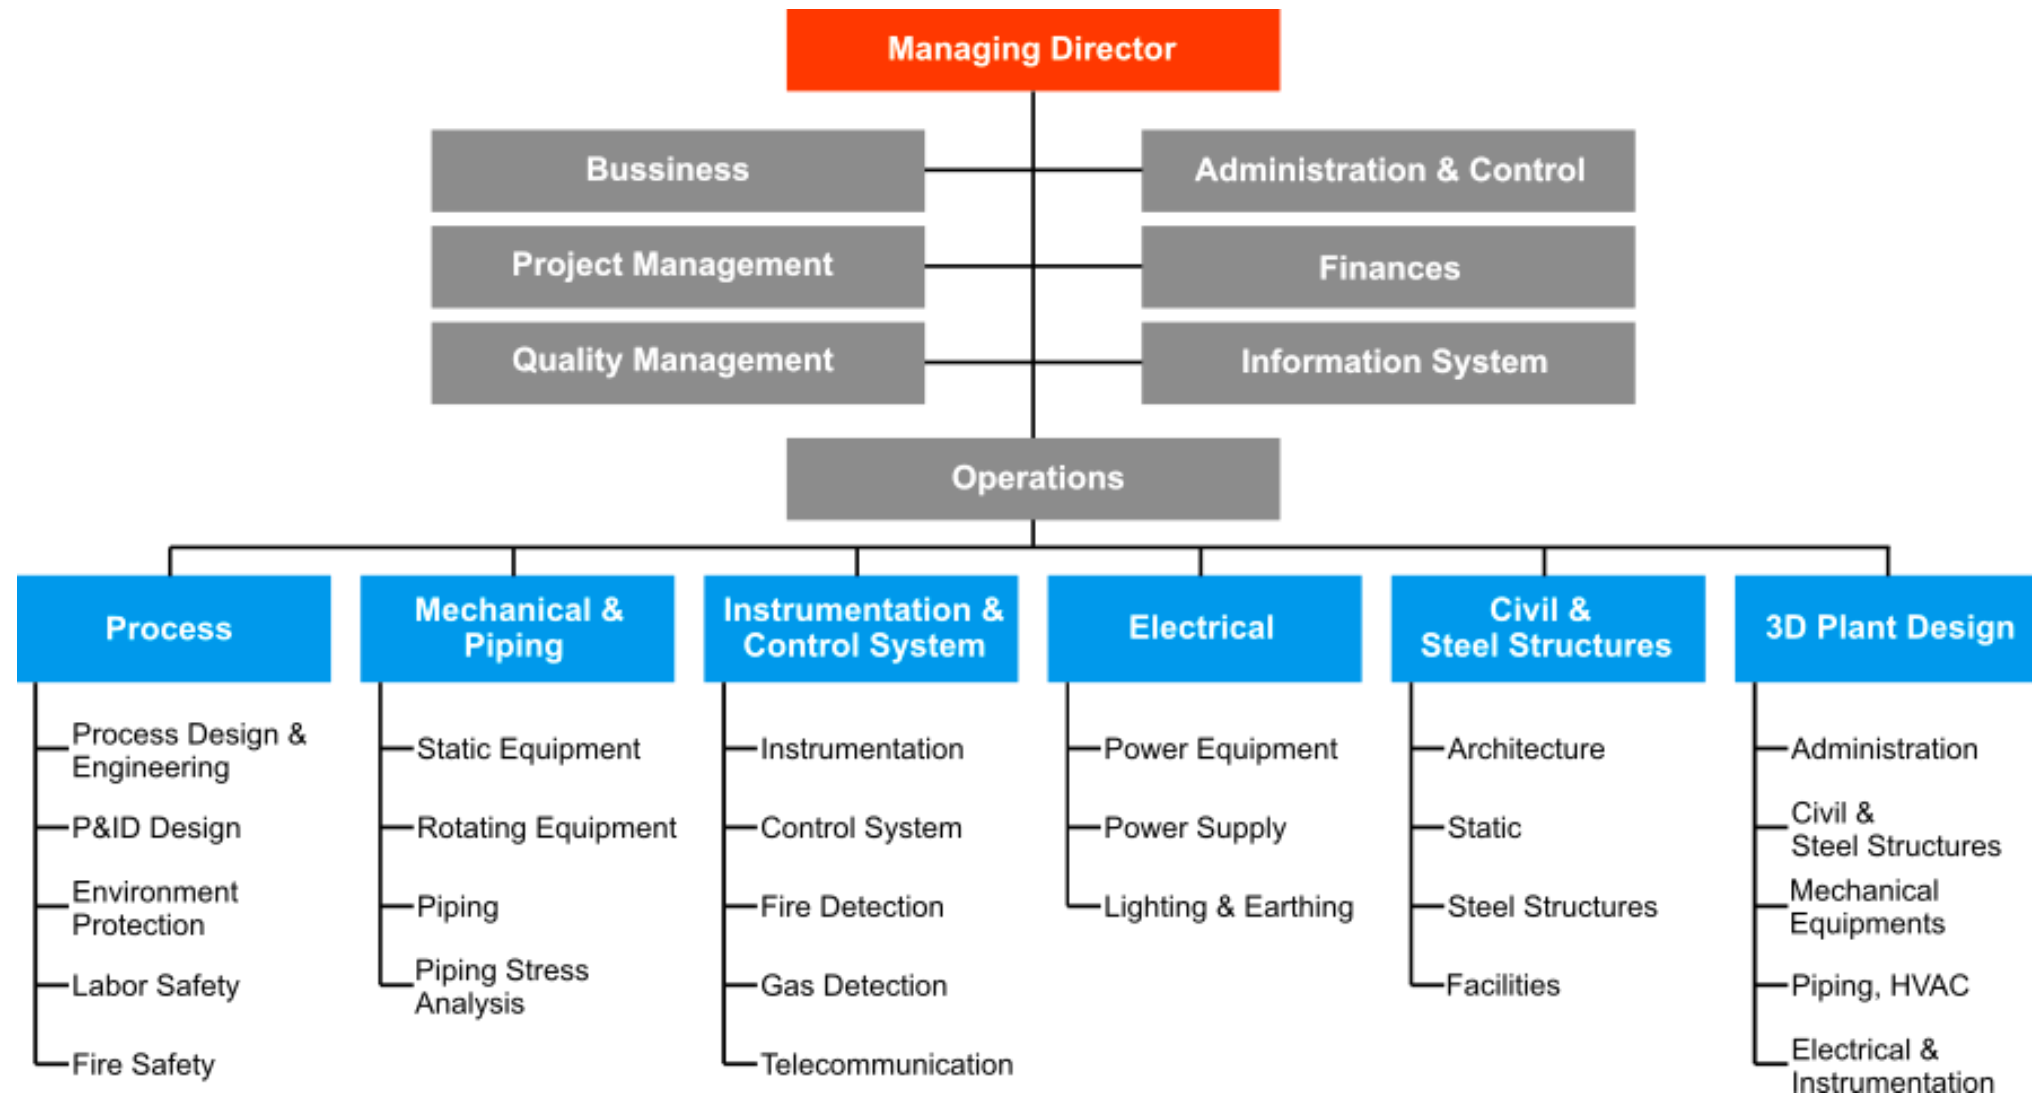 Managing Director
Bussiness
Administration & Control
Project Management
Finances
Quality Management
Information System
Operations
Process
Mechanical &
Piping
Instrumentation &
Control System
Electrical
Civil &
Steel Structures
3D Plant Design
Process Design &
Engineering
P&ID Design
Environment
Protection
Labor Safety
Fire Safety
Static Equipment
Rotating Equipment
Piping
Piping Stress
Analysis
Instrumentation
Control System
Fire Detection
Gas Detection
Telecommunication
Power Equipment
Power Supply
Lighting & Earthing
Architecture
Static
Steel Structures
Facilities
Administration
Civil &
Steel Structures
Mechanical
Equipments
Piping, HVAC
Electrical &
Instrumentation